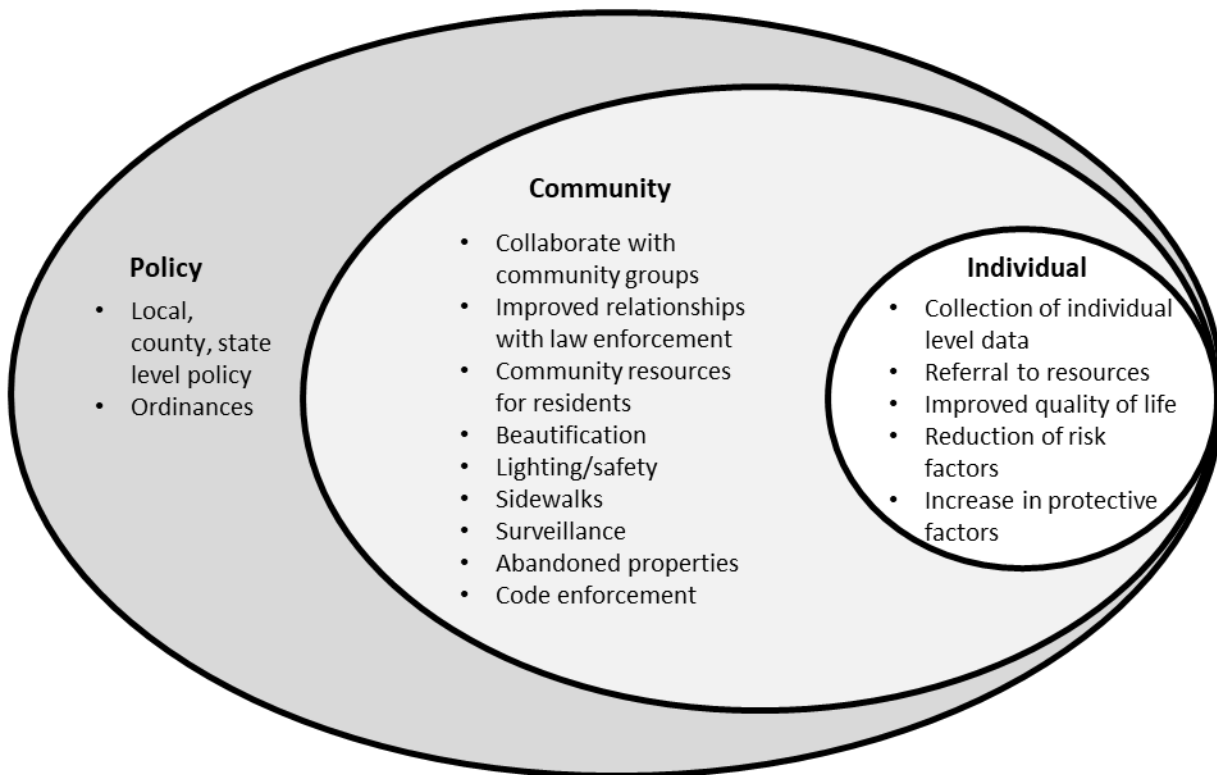 Policy
• Local,
county, state
level policy
• Ordinances
Community
• Collaborate with
community groups
• Improved relationships
with law enforcement
• Community resources
for residents
• Beautification
• Lighting/safety
• Sidewalks
• Surveillance
• Abandoned properties
• Code enforcement
Individual
• Collection of individual
level data
• Referral to resources
• Improved quality of life
• Reduction of risk
factors
• Increase in protective
factors